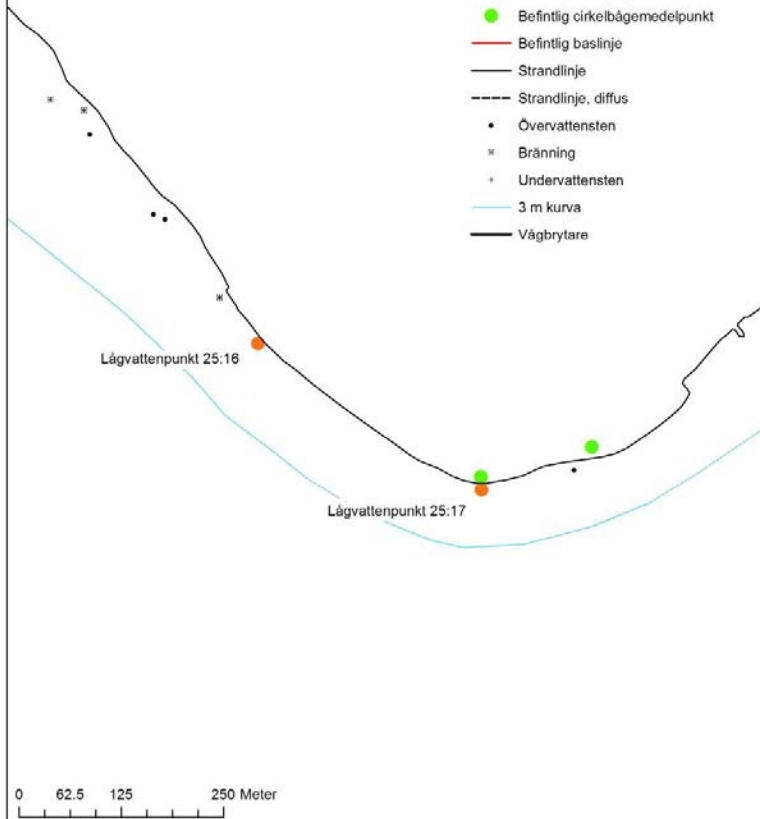 Befintlig cirkelbågemedelpunkt
Befintlig baslinje
Strandlinje
Strandlinje, diffus
Övervattensten
Bränning
Undervattensten
3 m kurva
Vågbrytare
Lågvattenpunkt 25:16
Lågvattenpunkt 25:17
0 62.5 125 250 Meter